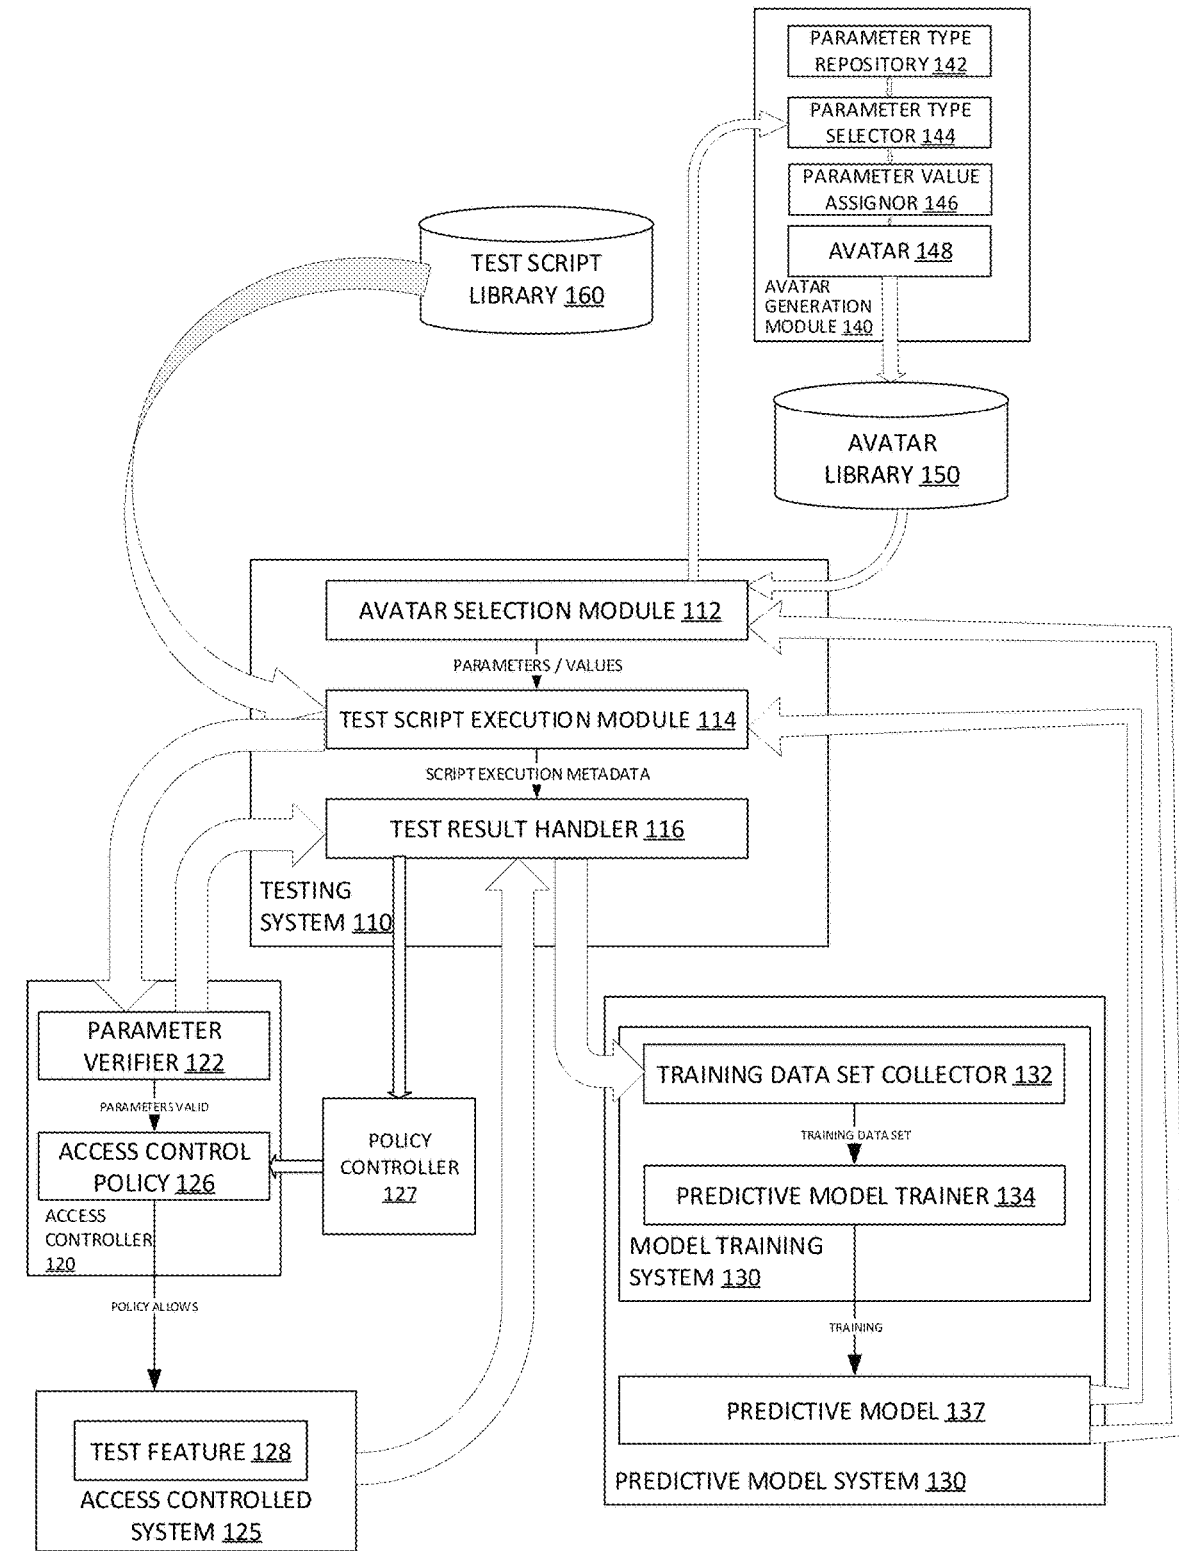 PARAMETER TYPE
REPOSITORY 142
PARAMETER TYPE
SELECTOR 144
PARAMETER VALUE
ASSIGNOR 146
AVATAR 148
AVATAR
GENERATION
MODULE 140
TEST SCRIPT
LIBRARY 160
AVATAR
LIBRARY 150
AVATAR SELECTION MODULE 112
PARAMETERS / VALUES
TEST SCRIPT EXECUTION MODULE 114
SCRIPT EXECUTION METADATA
TEST RESULT HANDLER 116
TESTING
SYSTEM 110
PARAMETER
VERIFIER 122
PARAMETERS VALID
ACCESS CONTROL
POLICY 126
ACCESS
CONTROLLER
120
POLICY
CONTROLLER
127
POLICY ALLOWS
TEST FEATURE 128
ACCESS CONTROLLED
SYSTEM 125
TRAINING DATA SET COLLECTOR 132
TRAINING DATA SET
PREDICTIVE MODEL TRAINER 134
MODEL TRAINING
SYSTEM 130
TRAINING
PREDICTIVE MODEL 137
PREDICTIVE MODEL SYSTEM 130